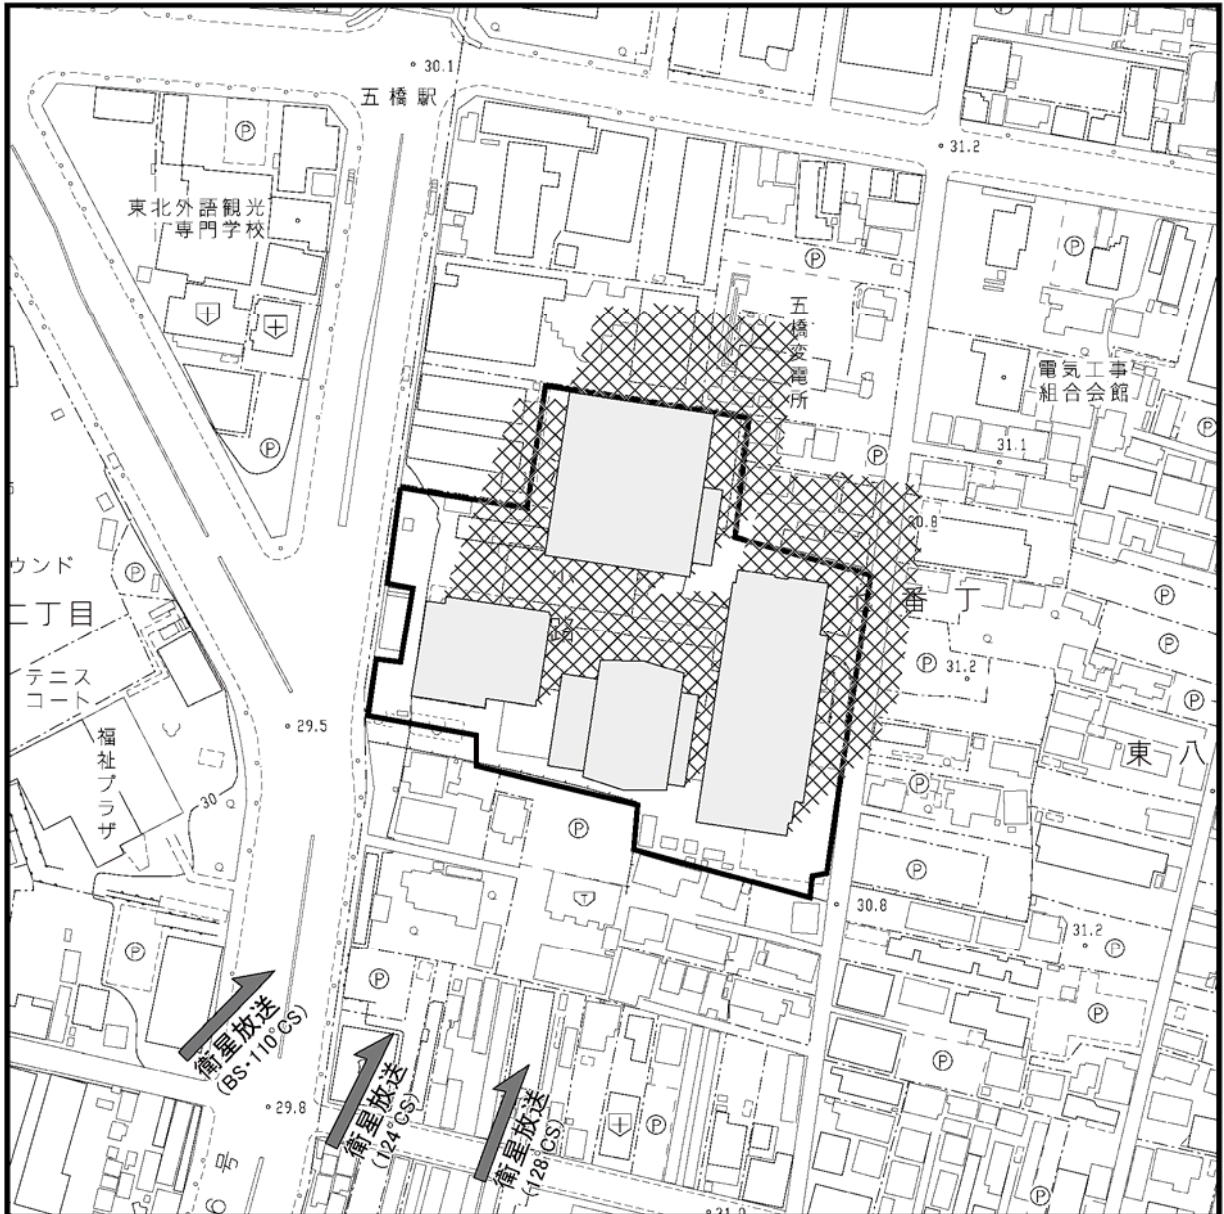 30.1
五橋駅
Ⓟ
31.2
東北外語観光
専門学校
Ⓟ
Ⓟ
五橋変電所
電気工事
組合会館
Ⓟ
Ⓟ
Ⓟ
31.1
30.8
ウンド
Ⓟ
二丁目
番丁
Ⓟ
Ⓟ
Ⓟ
31.2
テニス
コート
Ⓟ
29.5
福祉プラザ
東八
30
Ⓟ
Ⓟ
Ⓟ
T
30.8
31.2
Ⓟ
Ⓟ
Ⓟ
Ⓟ
衛星放送
(BS・110°CS)
衛星放送
(124°CS)
衛星放送
(128°CS)
Ⓟ
29.8
Ⓟ
号
6
Ⓟ